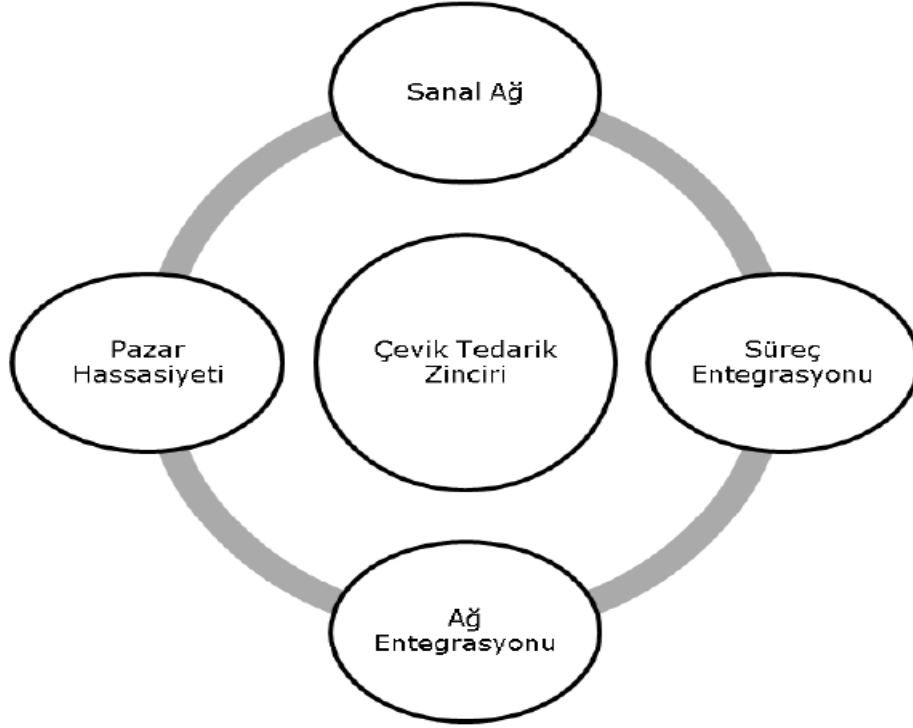 Sanal Ağ
Pazar
Hassasiyeti
Çevik Tedarik
Zinciri
Süreç
Entegrasyonu
Ağ
Entegrasyonu